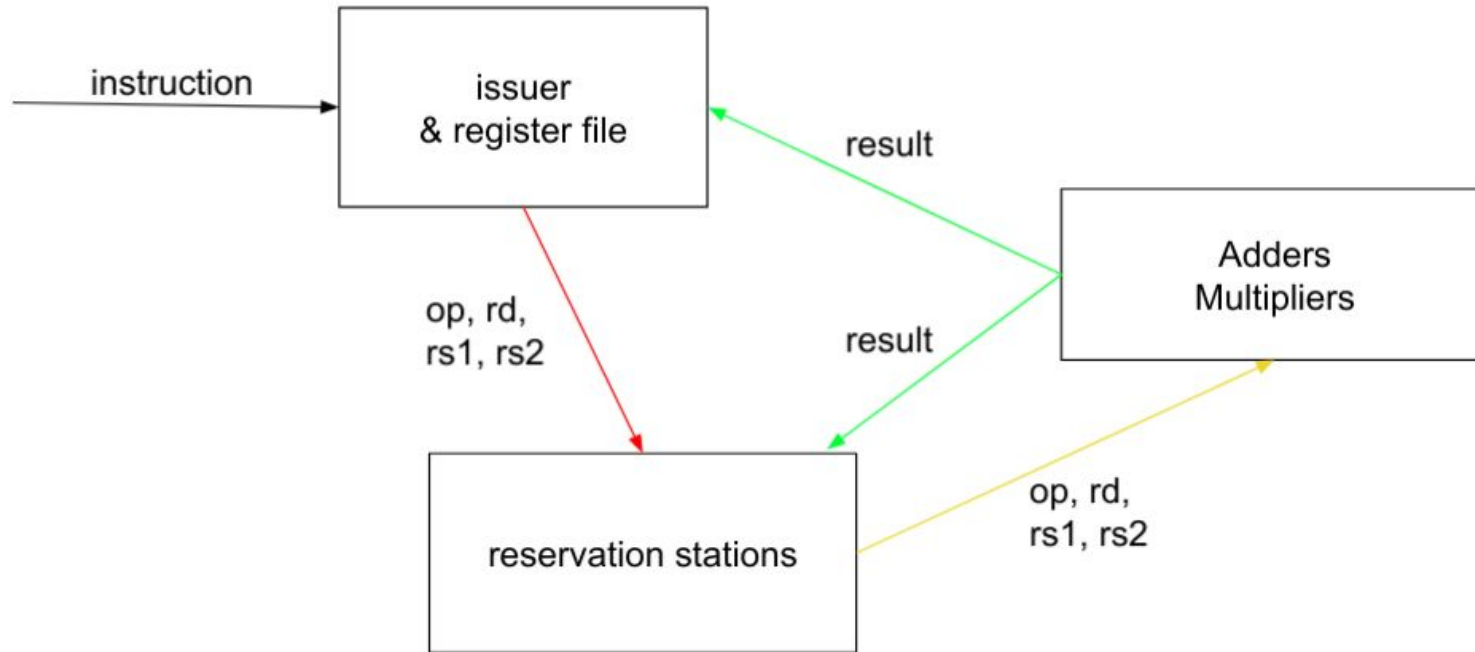 instruction
issuer
& register file
result
Adders
Multipliers
op, rd,
rs1, rs2
result
op, rd,
rs1, rs2
reservation stations